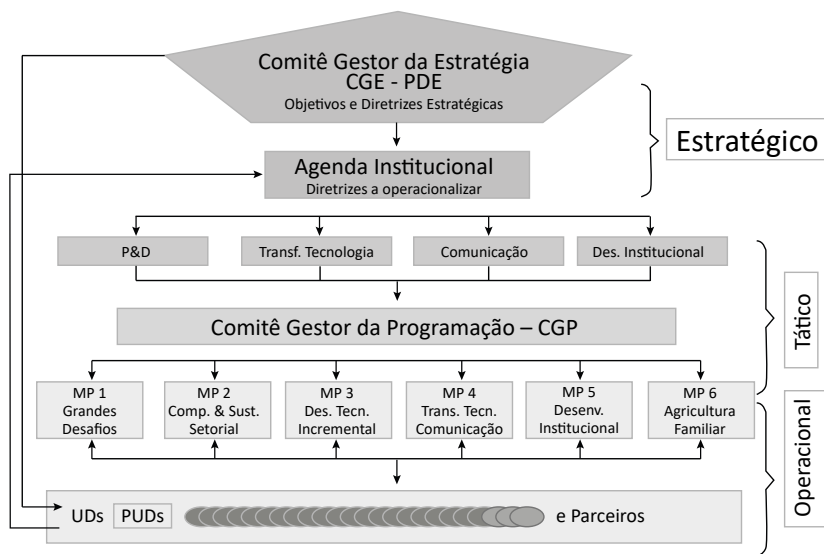 Comitê Gestor da Estratégia
CGE - PDE
Objetivos e Diretrizes Estratégicas
Estratégico
Agenda Institucional
Diretrizes a operacionalizar
P&D
Transf. Tecnologia
Comunicação
Des. Institucional
Tático
Comitê Gestor da Programação – CGP
MP 1
Grandes
Desafios
MP 2
Comp. & Sust.
Setorial
MP 3
Des. Tecn.
Incremental
MP 4
Trans. Tecn.
Comunicação
MP 5
Desenv.
Institucional
MP 6
Agricultura
Familiar
Operacional
UDs PUDs e Parceiros